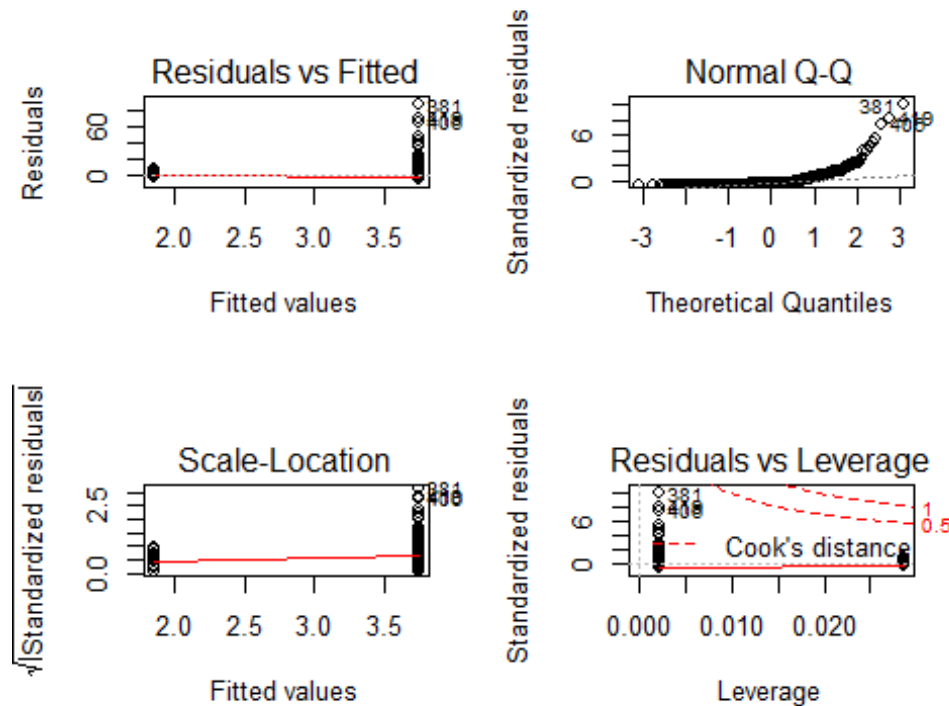 Residuals vs Fitted
Residuals
60
0
381
2.0 2.5 3.0 3.5
Fitted values
Normal Q-Q
Standardized residuals
6
0
381
-3 -1 0 1 2 3
Theoretical Quantiles
Scale-Location
√|Standardized residuals|
2.5
0.0
381
2.0 2.5 3.0 3.5
Fitted values
Residuals vs Leverage
Standardized residuals
6
0
381
1
0.5
Cook's distance
0.000 0.010 0.020
Leverage